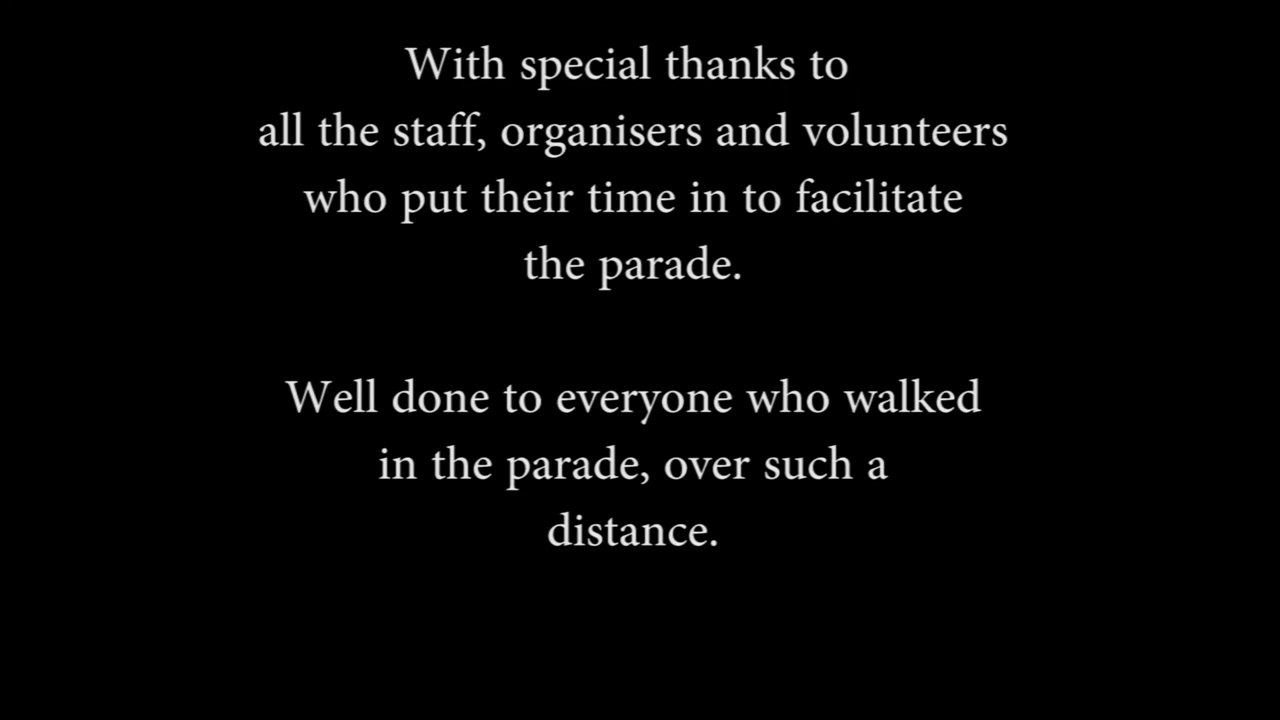 With special thanks to
all the staff, organisers and volunteers
who put their time in to facilitate
the parade.
Well done to everyone who walked
in the parade, over such a
distance.